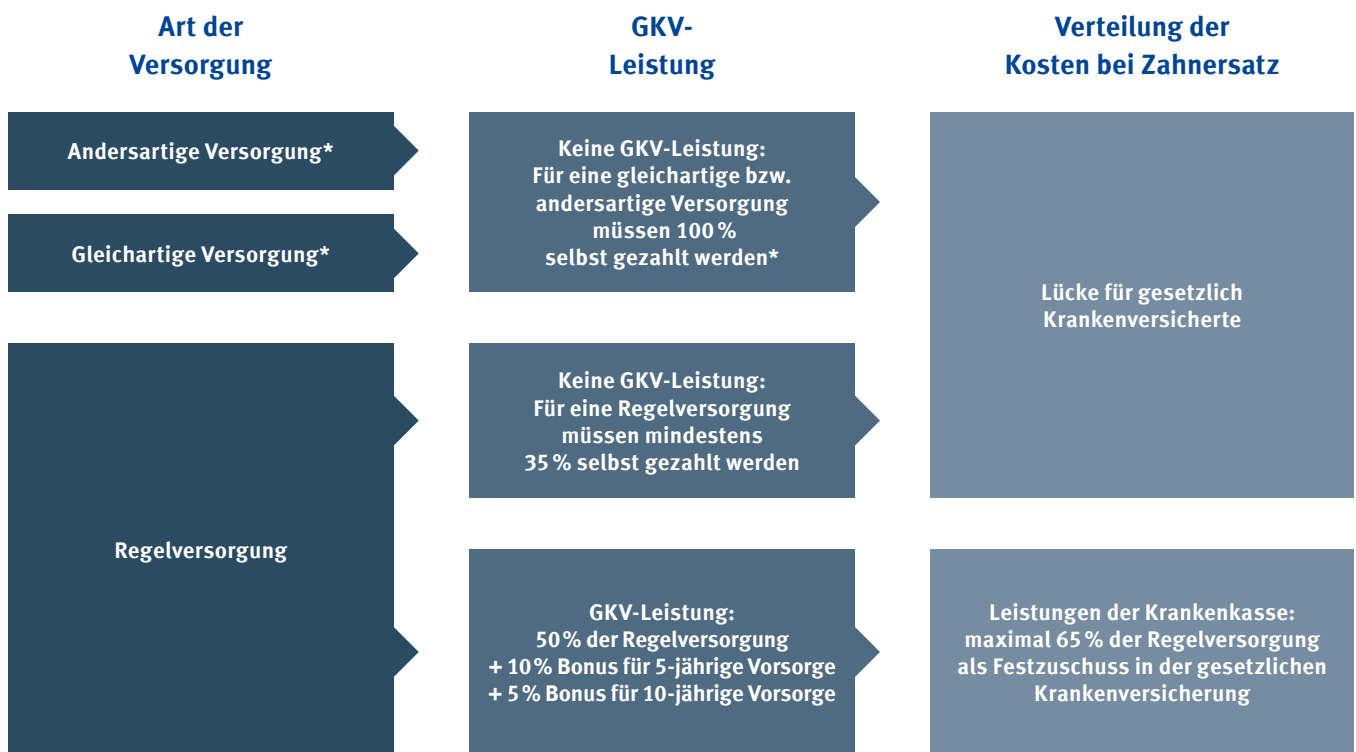 Art der
Versorgung
GKV-
Leistung
Verteilung der
Kosten bei Zahnersatz
Andersartige Versorgung*
Gleichartige Versorgung*
Keine GKV-Leistung:
Für eine gleichartige bzw.
andersartige Versorgung
müssen 100 %
selbst gezahlt werden*
Lücke für gesetzlich
Krankenversicherte
Regelversorgung
Keine GKV-Leistung:
Für eine Regelversorgung
müssen mindestens
35 % selbst gezahlt werden
GKV-Leistung:
50 % der Regelversorgung
+ 10 % Bonus für 5-jährige Vorsorge
+ 5 % Bonus für 10-jährige Vorsorge
Leistungen der Krankenkasse:
maximal 65 % der Regelversorgung
als Festzuschuss in der gesetzlichen
Krankenversicherung